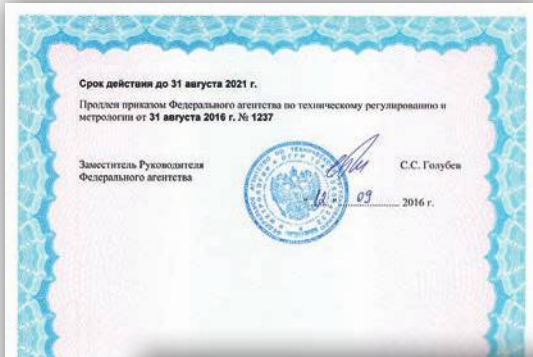 Срок действия до 31 августа 2021 г.
Продлен приказом Федерального агентства по техническому регулированию и
метрологии от 31 августа 2016 г. № 1237
Заместитель Руководителя
Федерального агентства
С.С. Голубев
12 09 2016 г.